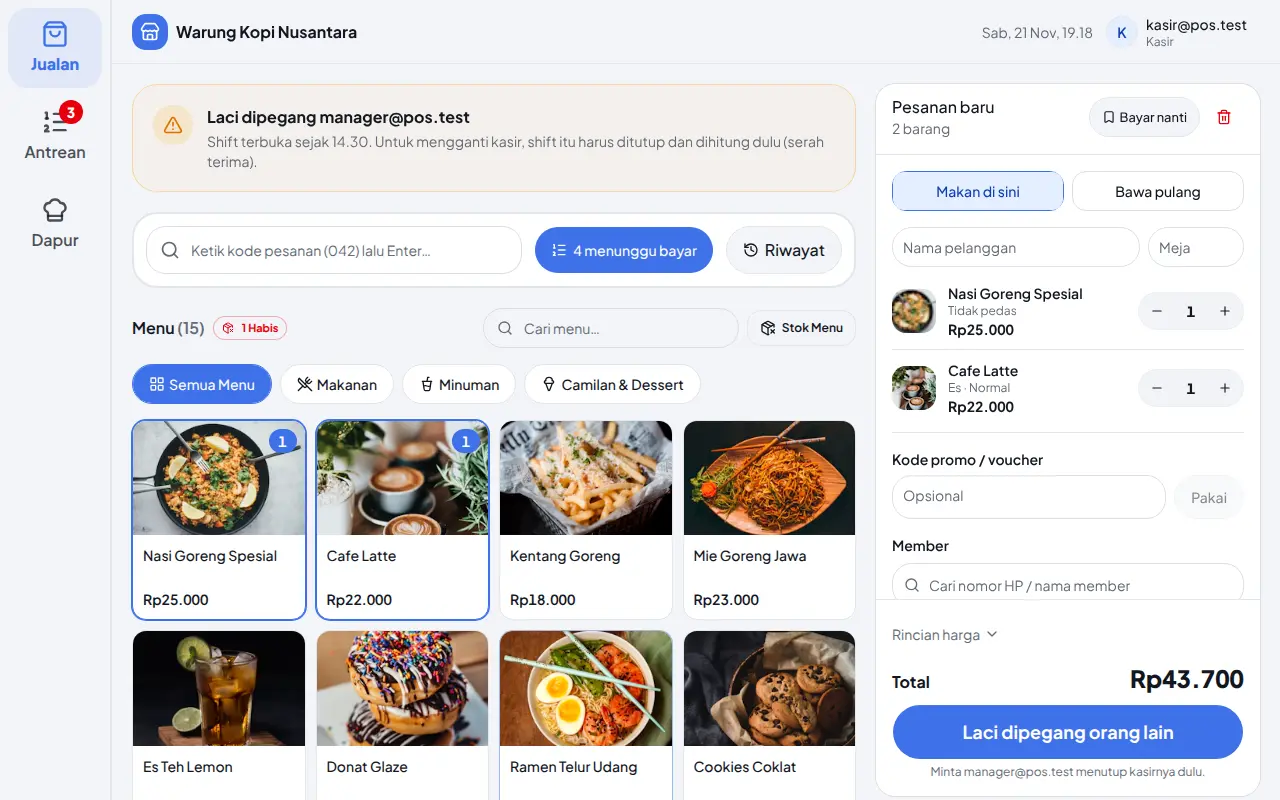 Jualan
3
Antrean
Dapur
Warung Kopi Nusantara
Sab, 21 Nov, 19.18
K
kasir@pos.test
Kasir
Laci dipegang manager@pos.test
Shift terbuka sejak 14.30. Untuk mengganti kasir, shift itu harus ditutup dan dihitung dulu (serah
terima).
Ketik kode pesanan (042) lalu Enter...
4 menunggu bayar
Riwayat
Menu (15)
1 Habis
Cari menu...
Stok Menu
Semua Menu
Makanan
Minuman
Camilan & Dessert
1
Nasi Goreng Spesial
Rp25.000
1
Cafe Latte
Rp22.000
Kentang Goreng
Rp18.000
Mie Goreng Jawa
Rp23.000
Es Teh Lemon
Donat Glaze
Ramen Telur Udang
Cookies Coklat
Pesanan baru
2 barang
Bayar nanti
Makan di sini
Bawa pulang
Nama pelanggan
Meja
Nasi Goreng Spesial
Tidak pedas
Rp25.000
− 1 +
Cafe Latte
Es · Normal
Rp22.000
− 1 +
Kode promo / voucher
Opsional
Pakai
Member
Cari nomor HP / nama member
Rincian harga
Total
Rp43.700
Laci dipegang orang lain
Minta manager@pos.test menutup kasirnya dulu.